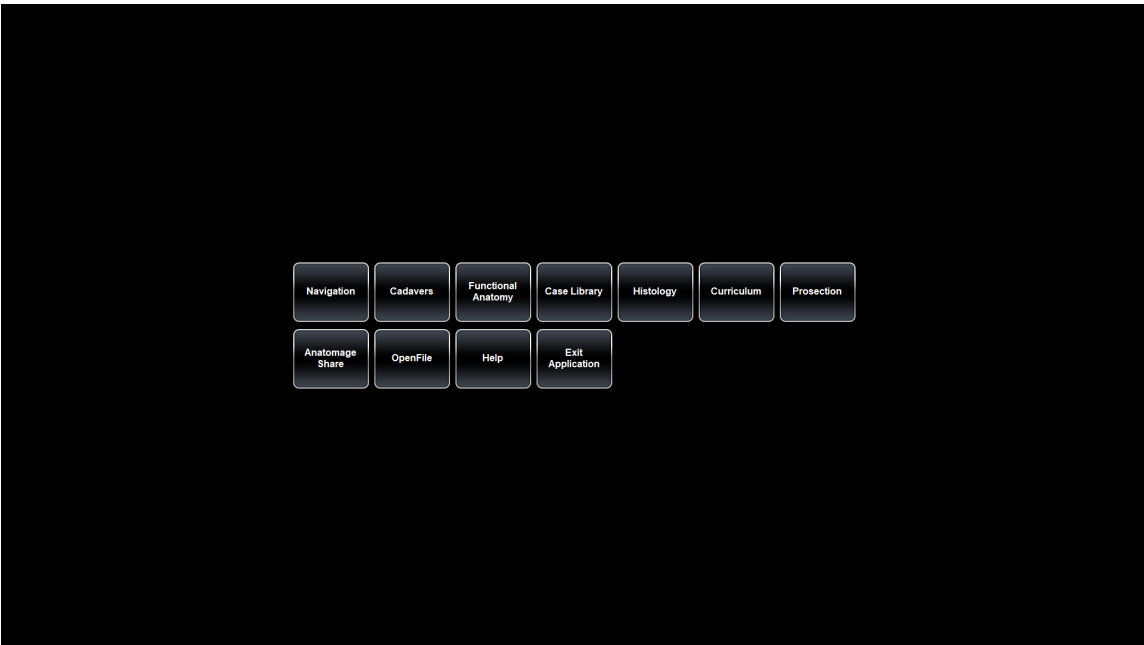 Navigation
Cadavers
Functional
Anatomy
Case Library
Histology
Curriculum
Prosection
Anatomage
Share
OpenFile
Help
Exit
Application